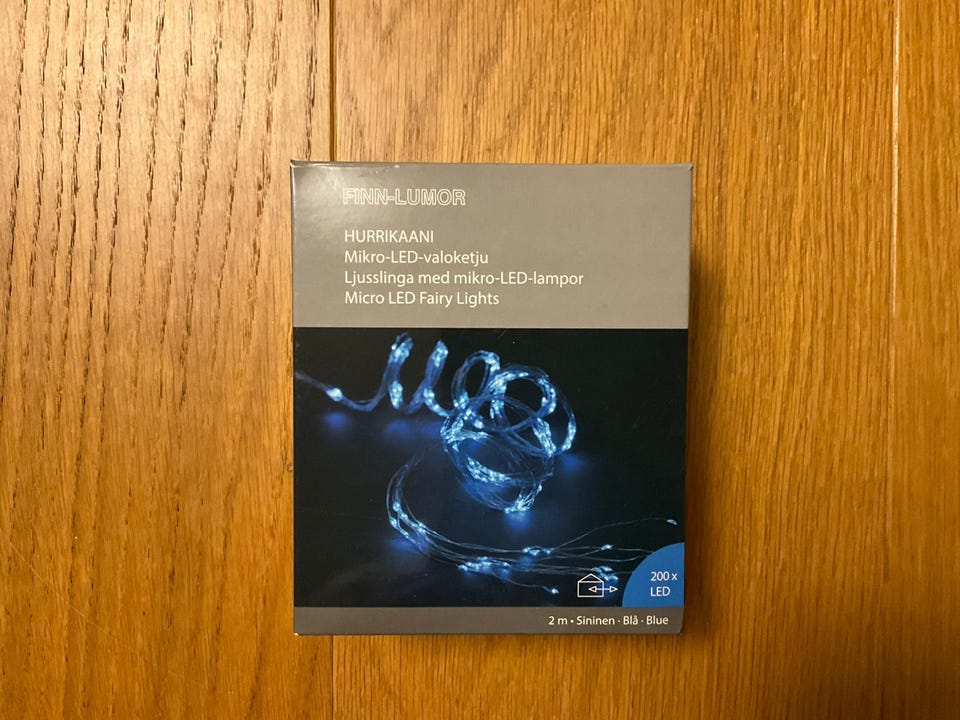 FINN-LUMOR
HURRIKAANI
Mikro-LED-valoketju
Ljusslinga med mikro-LED-lampor
Micro LED Fairy Lights
200 x
LED
2 m • Sininen · Blå · Blue